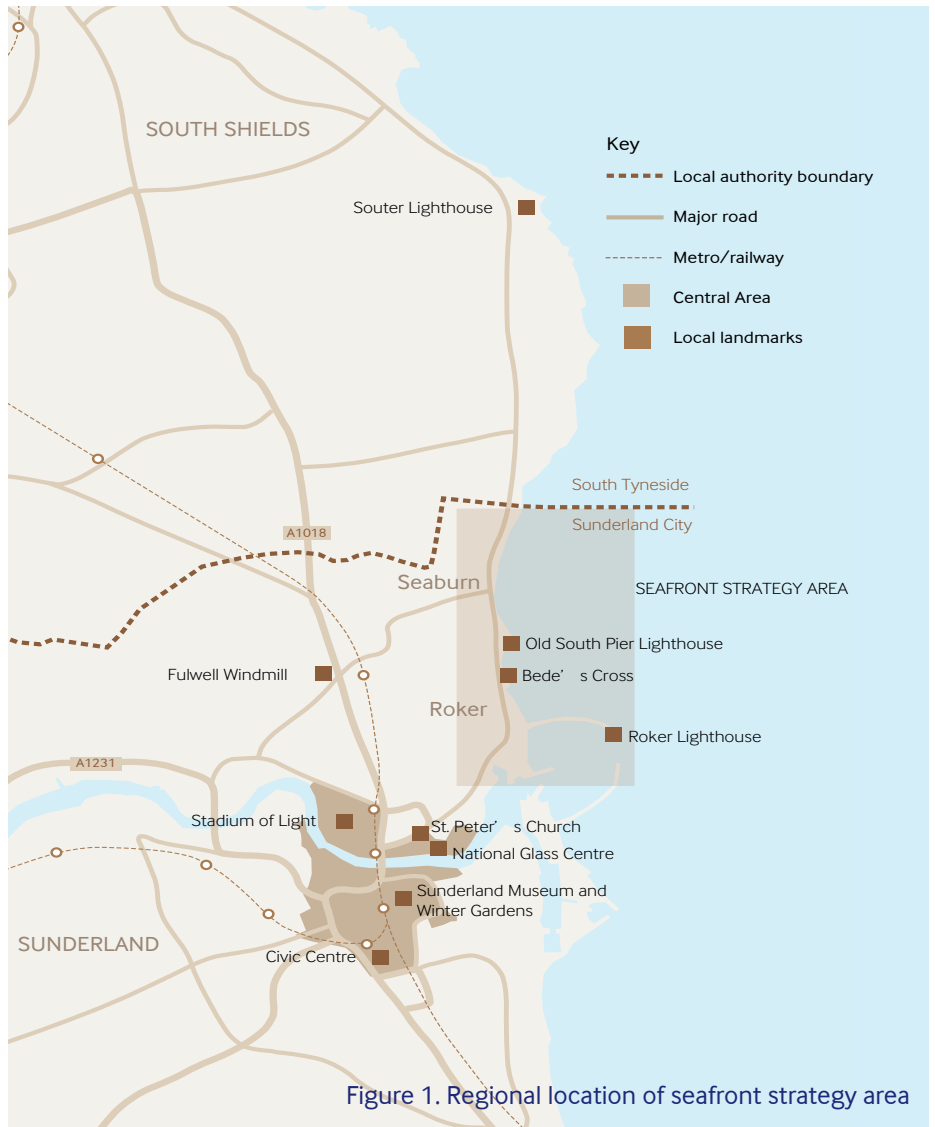 SOUTH SHIELDS
Key
Local authority boundary
Major road
Metro/railway
Central Area
Local landmarks
Souter Lighthouse
South Tyneside
Sunderland City
A1018
Seaburn
SEAFRONT STRATEGY AREA
Old South Pier Lighthouse
Fulwell Windmill
Bede’ s Cross
Roker
Roker Lighthouse
A1231
Stadium of Light
St. Peter’ s Church
National Glass Centre
Sunderland Museum and
Winter Gardens
SUNDERLAND
Civic Centre
Figure 1. Regional location of seafront strategy area